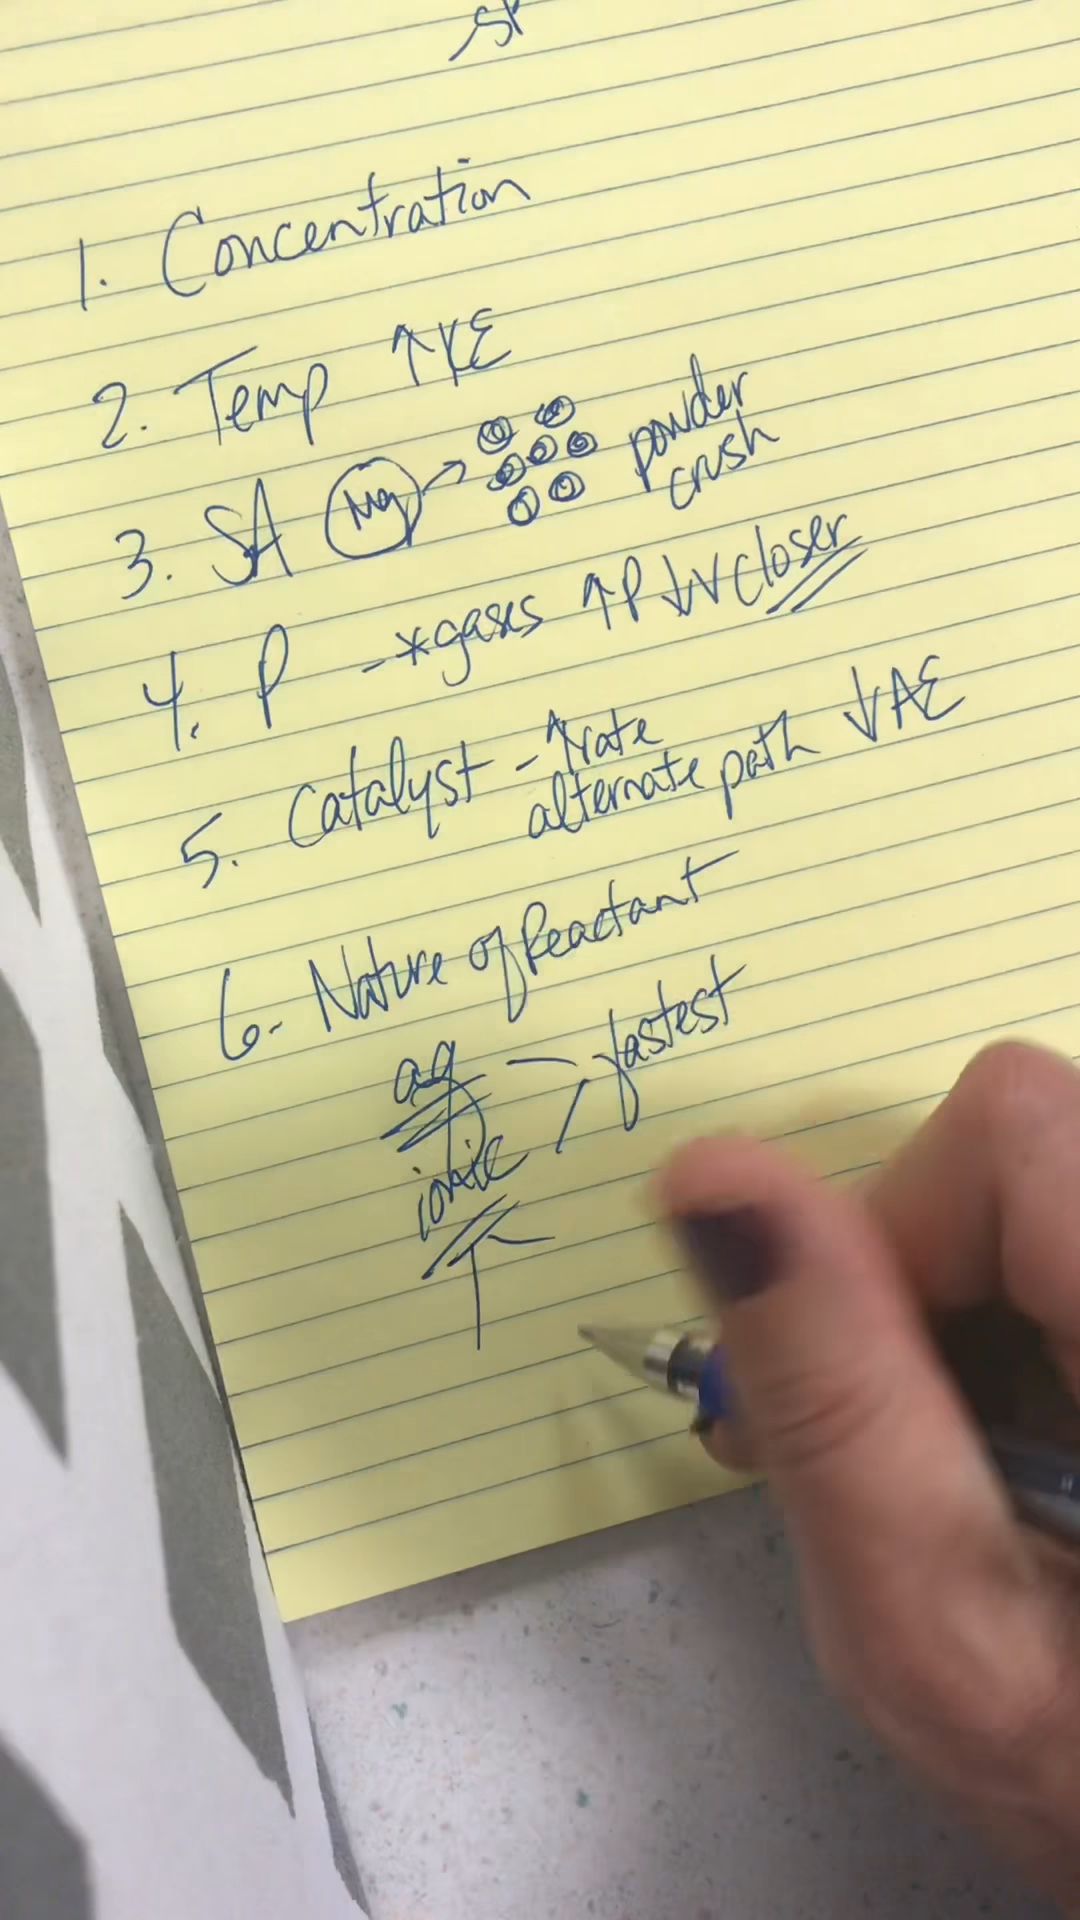 1. Concentration
2. Temp ↑KE
3. SA Mg → powder
crush
4. P - *gases ↑P ↓V closer
5. Catalyst - ↑rate
alternate path ↓AE
6. Nature of Reactant
aq - fastest
ionic